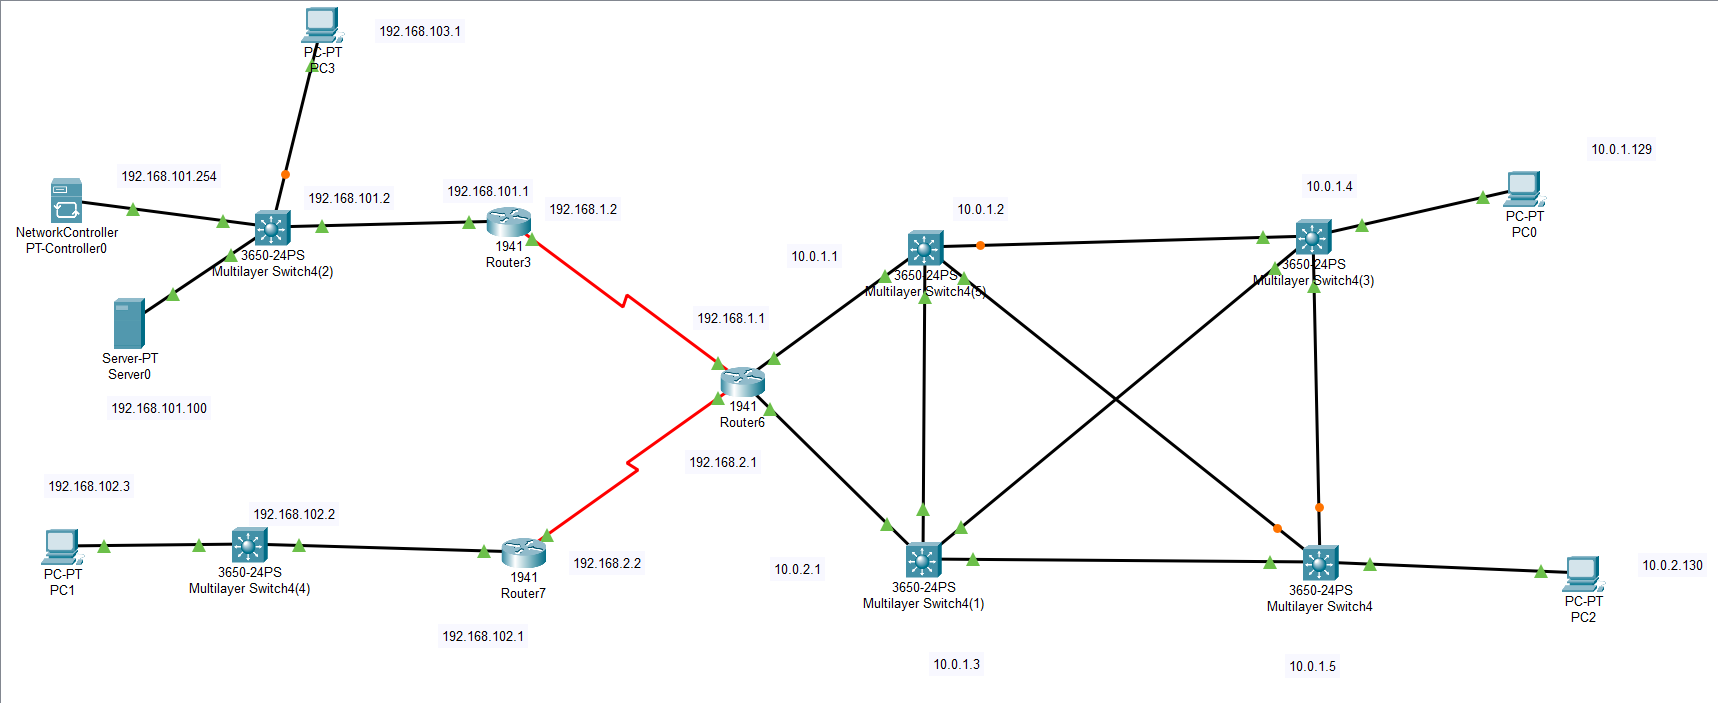 192.168.103.1
PC-PT
PC3
192.168.101.254
192.168.101.2
192.168.101.1
192.168.1.2
NetworkController
PT-Controller0
3650-24PS
Multilayer Switch4(2)
1941
Router3
Server-PT
Server0
192.168.101.100
192.168.1.1
1941
Router6
192.168.2.1
192.168.102.3
192.168.102.2
PC-PT
PC1
3650-24PS
Multilayer Switch4(4)
1941
Router7
192.168.2.2
192.168.102.1
10.0.1.1
10.0.1.2
3650-24PS
Multilayer Switch4(5)
10.0.1.4
3650-24PS
Multilayer Switch4(3)
10.0.1.129
PC-PT
PC0
10.0.2.1
3650-24PS
Multilayer Switch4(1)
10.0.1.3
3650-24PS
Multilayer Switch4
10.0.1.5
10.0.2.130
PC-PT
PC2